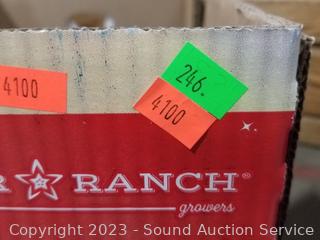 4100
246.
4100
R ☆ RANCH®
growers
Copyright 2023 - Sound Auction Service